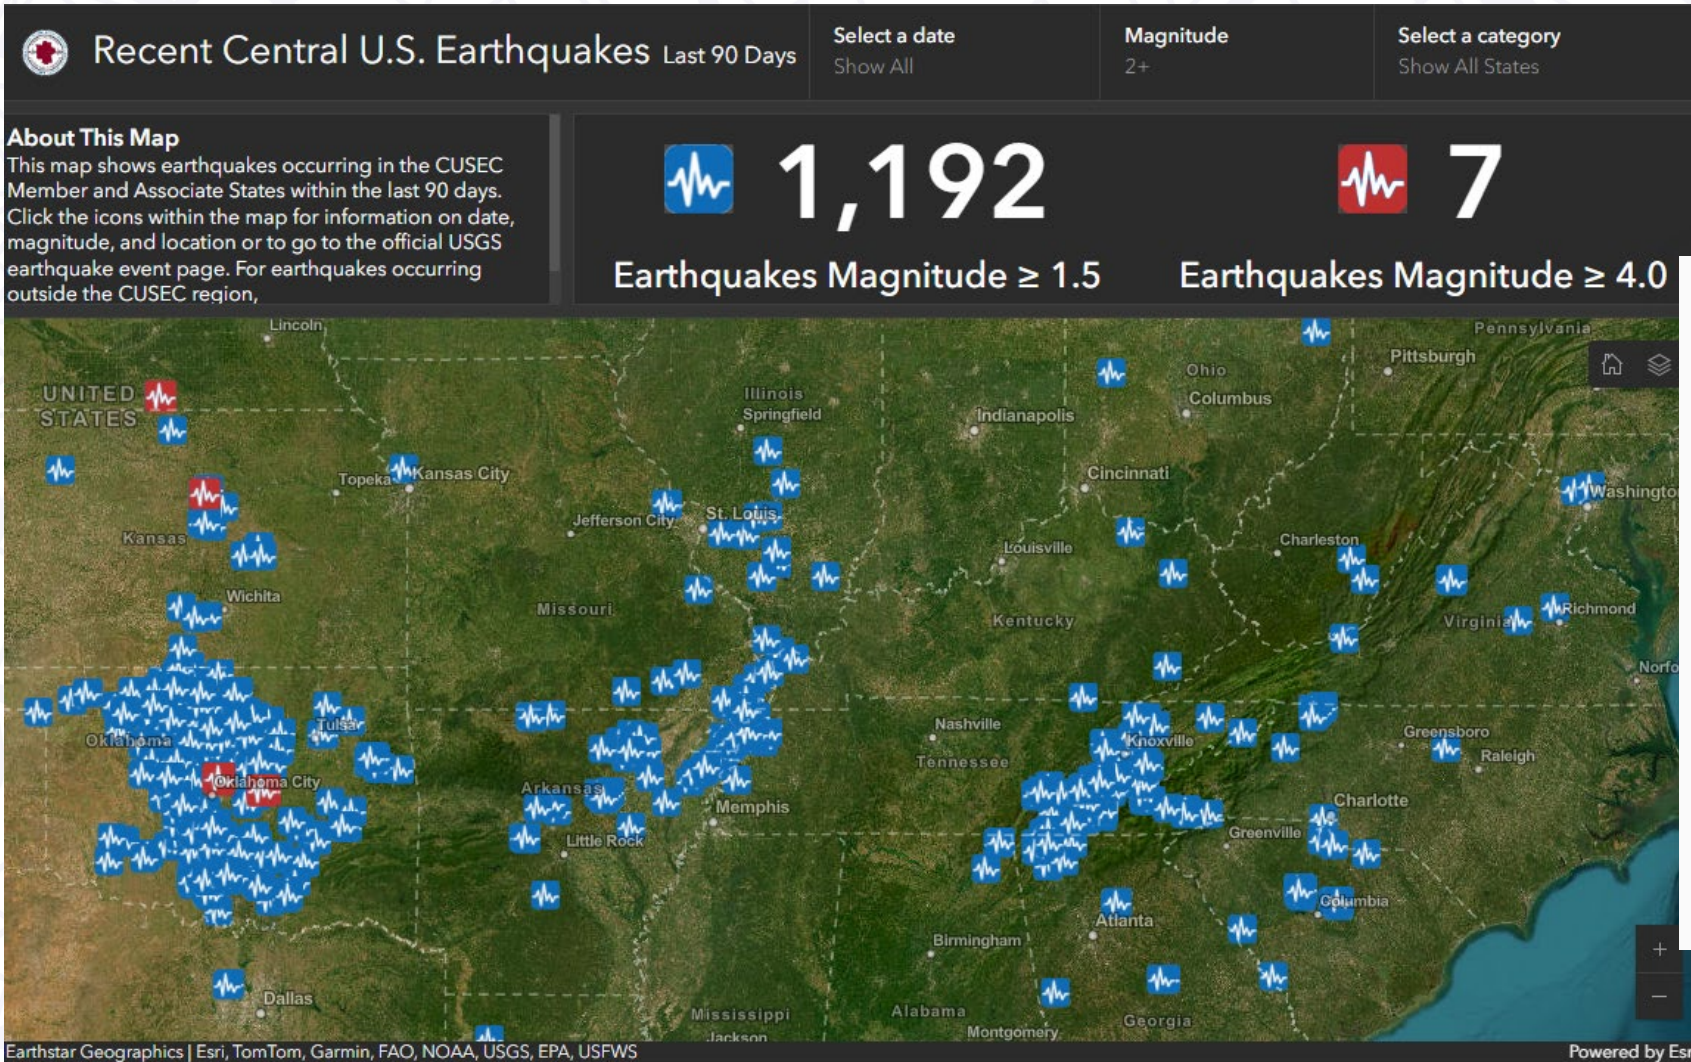 Recent Central U.S. Earthquakes Last 90 Days
Select a date
Show All
Magnitude
2+
Select a category
Show All States
About This Map
This map shows earthquakes occurring in the CUSEC
Member and Associate States within the last 90 days.
Click the icons within the map for information on date,
magnitude, and location or to go to the official USGS
earthquake event page. For earthquakes occurring
outside the CUSEC region,
1,192
Earthquakes Magnitude ≥ 1.5
7
Earthquakes Magnitude ≥ 4.0
Lincoln
Pennsylvania
Pittsburgh
UNITED
STATES
Illinois
Springfield
Ohio
Columbus
Indianapolis
Topeka
Kansas City
Cincinnati
Washingto
Jefferson City
St. Louis
Kansas
Louisville
Charleston
Wichita
Missouri
Kentucky
Virginia
Richmond
Norfo
Tulsa
Oklahoma
Nashville
Knoxville
Greensboro
Raleigh
Tennessee
Oklahoma City
Arkansas
Memphis
Charlotte
Little Rock
Greenville
Columbia
Atlanta
Birmingham
Dallas
Mississippi
Alabama
Georgia
Jackson
Montgomery
+
−
Earthstar Geographics | Esri, TomTom, Garmin, FAO, NOAA, USGS, EPA, USFWS
Powered by Esr